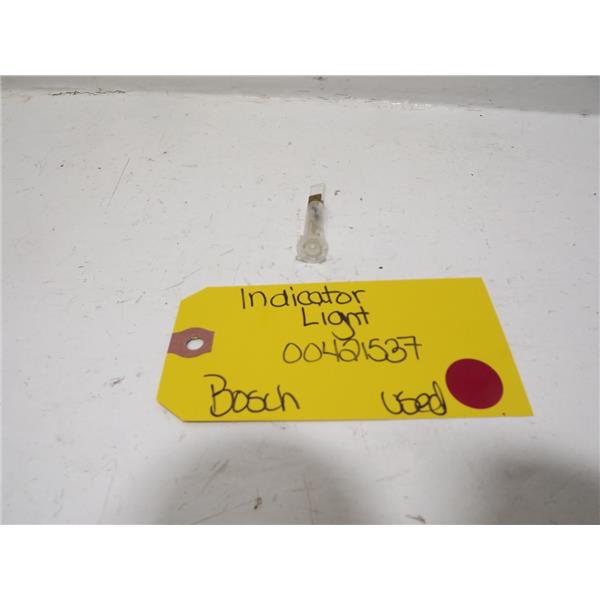 Indicator
Light
00421537
Bosch used